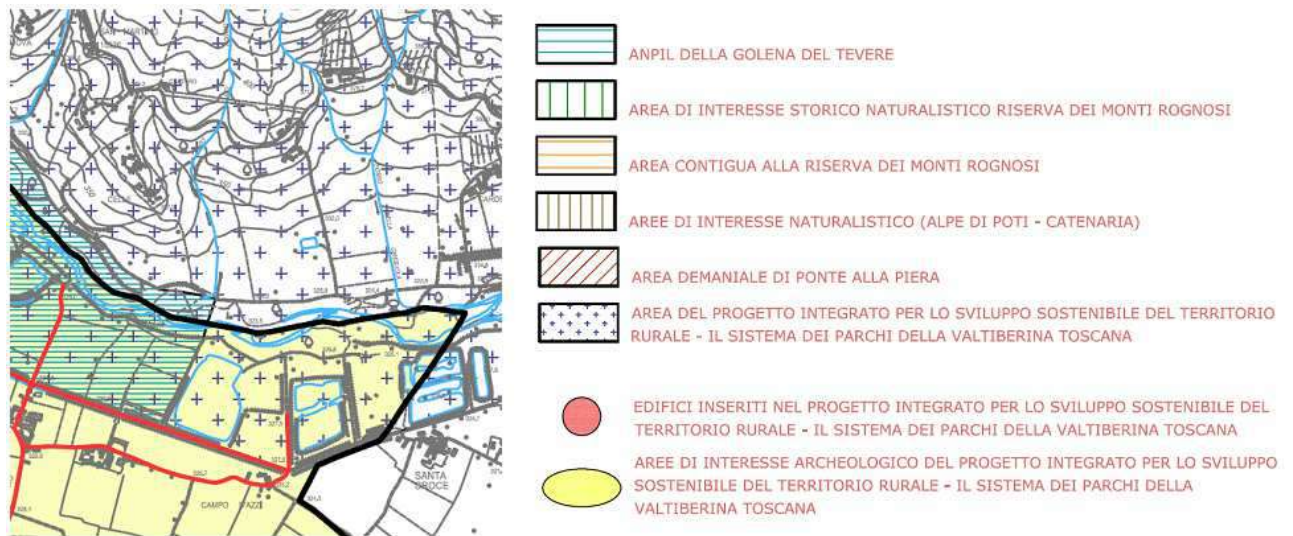 SAN MARTINO
CELLE
SANTA
CROCE
ANPIL DELLA GOLENA DEL TEVERE
AREA DI INTERESSE STORICO NATURALISTICO RISERVA DEI MONTI ROGNOSI
AREA CONTIGUA ALLA RISERVA DEI MONTI ROGNOSI
AREE DI INTERESSE NATURALISTICO (ALPE DI POTI - CATENARIA)
AREA DEMANIALE DI PONTE ALLA PIERA
AREA DEL PROGETTO INTEGRATO PER LO SVILUPPO SOSTENIBILE DEL TERRITORIO
RURALE - IL SISTEMA DEI PARCHI DELLA VALTIBERINA TOSCANA
EDIFICI INSERITI NEL PROGETTO INTEGRATO PER LO SVILUPPO SOSTENIBILE DEL
TERRITORIO RURALE - IL SISTEMA DEI PARCHI DELLA VALTIBERINA TOSCANA
AREE DI INTERESSE ARCHEOLOGICO DEL PROGETTO INTEGRATO PER LO SVILUPPO
SOSTENIBILE DEL TERRITORIO RURALE - IL SISTEMA DEI PARCHI DELLA
VALTIBERINA TOSCANA